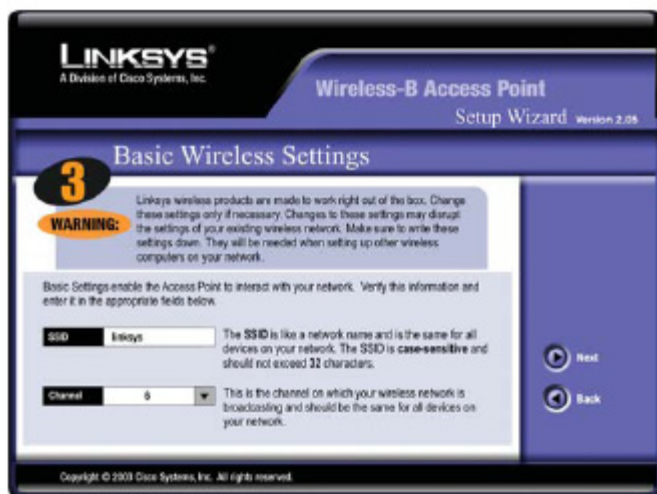 LINKSYS®
A Division of Cisco Systems, Inc.
Wireless-B Access Point
Setup Wizard Version 2.05
3
Basic Wireless Settings
WARNING:
Linksys wireless products are made to work right out of the box. Change
these settings only if necessary. Changes to these settings may disrupt
the settings of your existing wireless network. Make sure to write these
settings down. They will be needed when setting up other wireless
computers on your network.
Basic Settings enable the Access Point to interact with your network. Verify this information and
enter it in the appropriate fields below.
SSID linksys
The SSID is like a network name and is the same for all
devices on your network. The SSID is case-sensitive and
should not exceed 32 characters.
Channel 6
This is the channel on which your wireless network is
broadcasting and should be the same for all devices on
your network.
Next
Back
Copyright © 2003 Cisco Systems, Inc. All rights reserved.